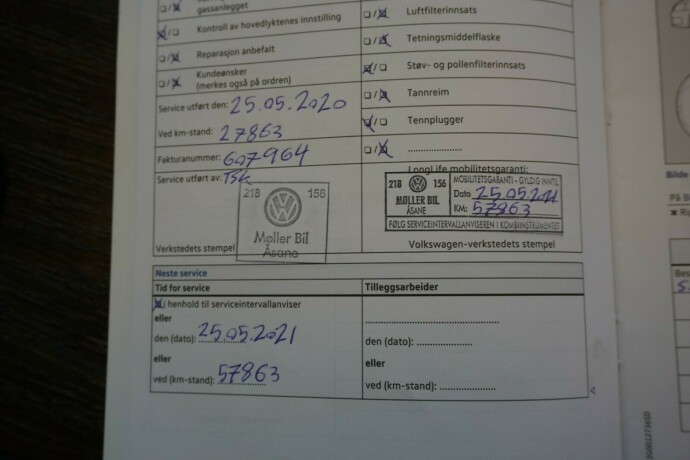 gassanlegget
Kontroll av hovedlyktenes innstilling
Reparasjon anbefalt
Kundeønsker
(merkes også på ordren)
Service utført den: 25.05.2020
Ved km-stand: 27863
Fakturanummer: 607964
Service utført av: TSk
218 156
Møller Bil
Åsane
Verkstedets stempel
Luftfilterinnsats
Tetningsmiddelflaske
Støv- og pollenfilterinnsats
Tannreim
Tennplugger
LongLife mobilitetsgaranti:
218 156
MØLLER BIL
ÅSANE
MOBILITETSGARANTI - GYLDIG INNTIL
Dato 25.05.2021
KM: 57863
FØLG SERVICEINTERVALLANVISEREN I KOMBIINSTRUMENTET
Volkswagen-verkstedets stempel
Neste service
Tid for service
I henhold til serviceintervallanviser
eller
den (dato): 25.05.2021
eller
ved (km-stand): 57863
Tilleggsarbeider
den (dato): ....................
eller
ved (km-stand): ....................
Bilde